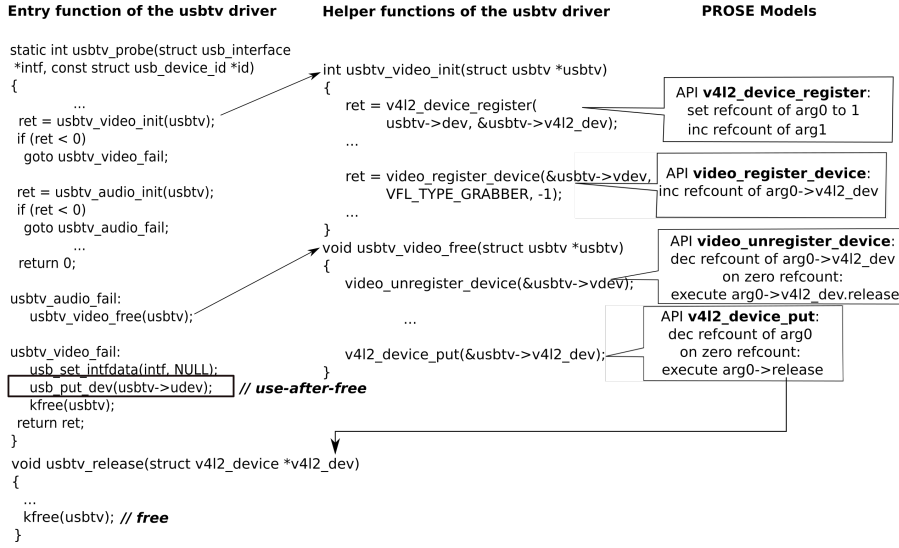 Entry function of the usbtv driver
static int usbtv_probe(struct usb_interface
*intf, const struct usb_device_id *id)
{
...
ret = usbtv_video_init(usbtv);
if (ret < 0)
goto usbtv_video_fail;
ret = usbtv_audio_init(usbtv);
if (ret < 0)
goto usbtv_audio_fail;
...
return 0;
usbtv_audio_fail:
usbtv_video_free(usbtv);
usbtv_video_fail:
usb_set_intfdata(intf, NULL);
usb_put_dev(usbtv->udev); // use-after-free
kfree(usbtv);
return ret;
}
void usbtv_release(struct v4l2_device *v4l2_dev)
{
...
kfree(usbtv); // free
}
Helper functions of the usbtv driver
int usbtv_video_init(struct usbtv *usbtv)
{
ret = v4l2_device_register(
usbtv->dev, &usbtv->v4l2_dev);
...
ret = video_register_device(&usbtv->vdev,
VFL_TYPE_GRABBER, -1);
...
}
void usbtv_video_free(struct usbtv *usbtv)
{
video_unregister_device(&usbtv->vdev);
...
v4l2_device_put(&usbtv->v4l2_dev);
}
PROSE Models
API v4l2_device_register:
set refcount of arg0 to 1
inc refcount of arg1
API video_register_device:
inc refcount of arg0->v4l2_dev
API video_unregister_device:
dec refcount of arg0->v4l2_dev
on zero refcount:
execute arg0->v4l2_dev.release
API v4l2_device_put:
dec refcount of arg0
on zero refcount:
execute arg0->release